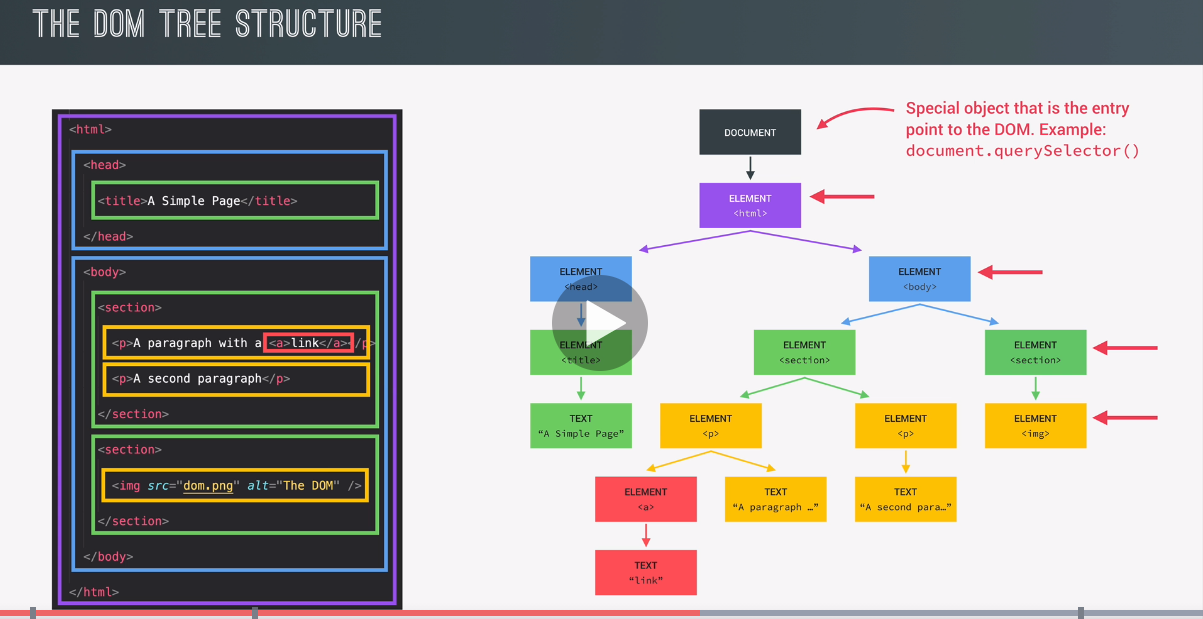 THE DOM TREE STRUCTURE
<html>
<head>
<title>A Simple Page</title>
</head>
<body>
<section>
<p>A paragraph with a <a>link</a></p>
<p>A second paragraph</p>
</section>
<section>
<img src="dom.png" alt="The DOM" />
</section>
</body>
</html>
DOCUMENT
Special object that is the entry
point to the DOM. Example:
document.querySelector()
ELEMENT
<html>
ELEMENT
<head>
ELEMENT
<body>
ELEMENT
<title>
ELEMENT
<section>
ELEMENT
<section>
TEXT
“A Simple Page”
ELEMENT
<p>
ELEMENT
<p>
ELEMENT
<img>
ELEMENT
<a>
TEXT
“A paragraph …”
TEXT
“A second para…”
TEXT
“link”